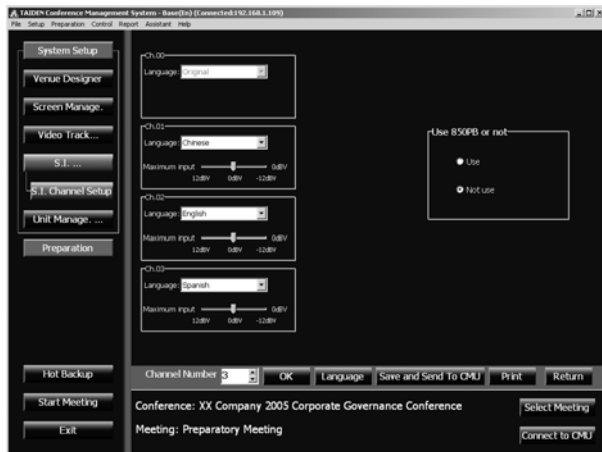 TAIDEN Conference Management System - Base(En) (Connected:192.168.1.109)
File Setup Preparation Control Report Assistant Help
System Setup
Venue Designer
Screen Manage.
Video Track...
S.I. ...
S.I. Channel Setup
Unit Manage. ...
Preparation
Hot Backup
Start Meeting
Exit
Ch.00
Language: Original
Ch.01
Language: Chinese
Maximum input 0dBV
12dBV 0dBV -12dBV
Ch.02
Language: English
Maximum input 0dBV
12dBV 0dBV -12dBV
Ch.03
Language: Spanish
Maximum input 0dBV
12dBV 0dBV -12dBV
Use 850PB or not
Use
Not use
Channel Number 3 OK Language Save and Send To CMU Print Return
Conference: XX Company 2005 Corporate Governance Conference
Meeting: Preparatory Meeting
Select Meeting
Connect to CMU